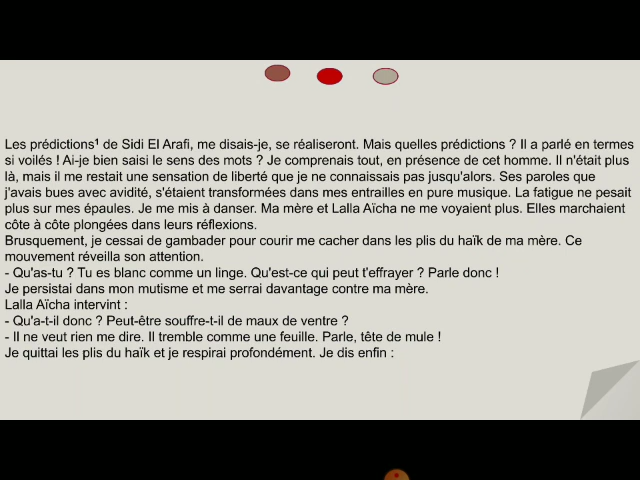 Les prédictions¹ de Sidi El Arafi, me disais-je, se réaliseront. Mais quelles prédictions ? Il a parlé en termes
si voilés ! Ai-je bien saisi le sens des mots ? Je comprenais tout, en présence de cet homme. Il n'était plus
là, mais il me restait une sensation de liberté que je ne connaissais pas jusqu'alors. Ses paroles que
j'avais bues avec avidité, s'étaient transformées dans mes entrailles en pure musique. La fatigue ne pesait
plus sur mes épaules. Je me mis à danser. Ma mère et Lalla Aïcha ne me voyaient plus. Elles marchaient
côte à côte plongées dans leurs réflexions.
Brusquement, je cessai de gambader pour courir me cacher dans les plis du haïk de ma mère. Ce
mouvement réveilla son attention.
- Qu'as-tu ? Tu es blanc comme un linge. Qu'est-ce qui peut t'effrayer ? Parle donc !
Je persistai dans mon mutisme et me serrai davantage contre ma mère.
Lalla Aïcha intervint :
- Qu'a-t-il donc ? Peut-être souffre-t-il de maux de ventre ?
- Il ne veut rien me dire. Il tremble comme une feuille. Parle, tête de mule !
Je quittai les plis du haïk et je respirai profondément. Je dis enfin :